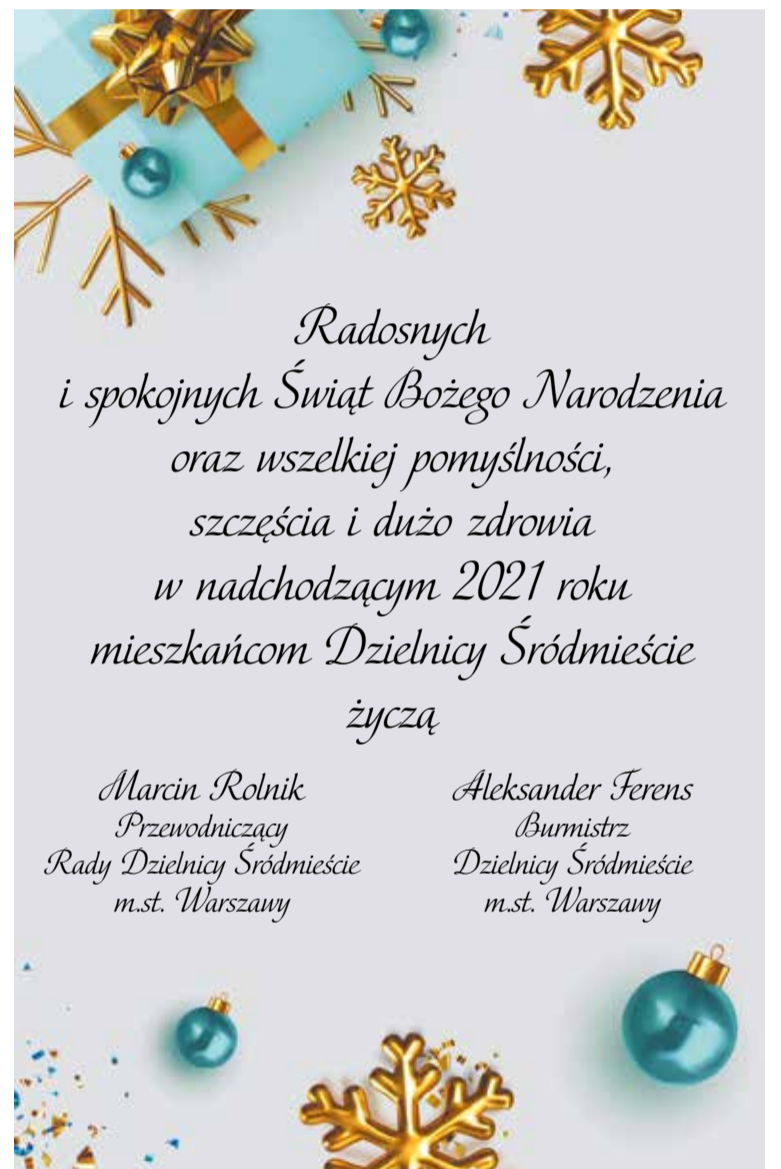 Radosnych
i spokojnych Świąt Bożego Narodzenia
oraz wszelkiej pomyślności,
szczęścia i dużo zdrowia
w nadchodzącym 2021 roku
mieszkańcom Dzielnicy Śródmieście
życzą
Marcin Rolnik
Przewodniczący
Rady Dzielnicy Śródmieście
m.st. Warszawy
Aleksander Ferens
Burmistrz
Dzielnicy Śródmieście
m.st. Warszawy